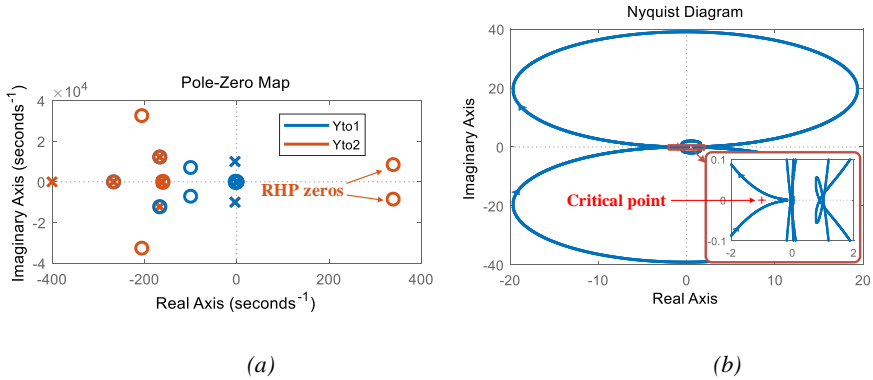 Pole-Zero Map
×10⁴
4
2
0
-2
-4
-400
-200
0
200
400
Imaginary Axis (seconds⁻¹)
Real Axis (seconds⁻¹)
Yto1
Yto2
RHP zeros
(a)
Nyquist Diagram
40
20
0
-20
-40
-20
-10
0
10
20
Imaginary Axis
Real Axis
Critical point
0.1
0
-0.1
-2
0
2
(b)